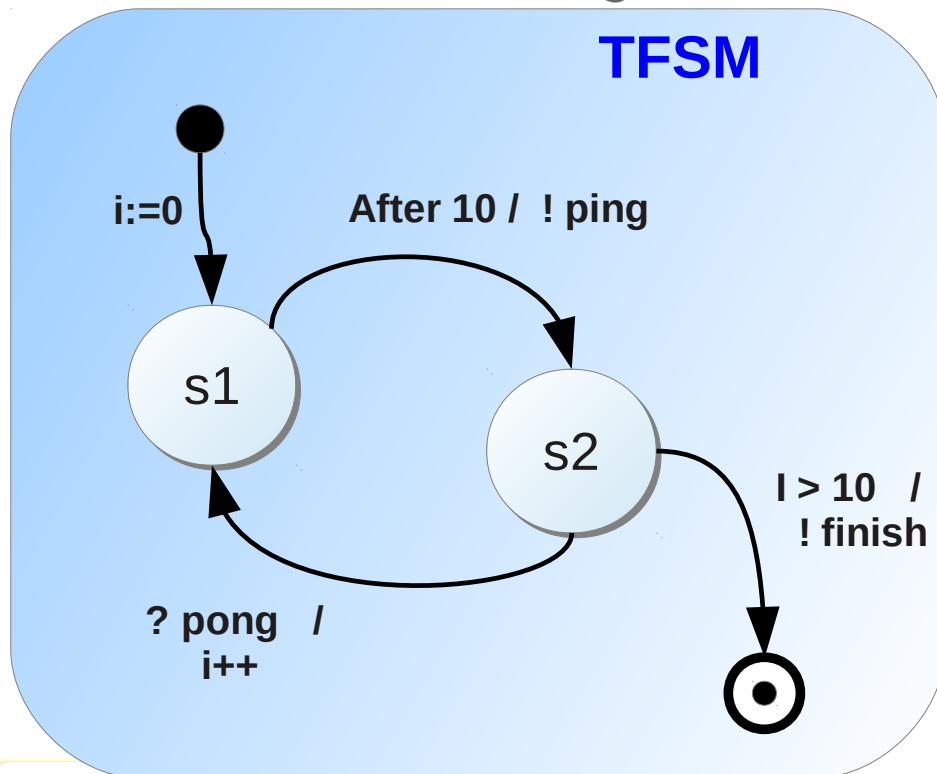 TFSM
i:=0
After 10 / ! ping
s1
s2
I > 10 /
! finish
? pong /
i++